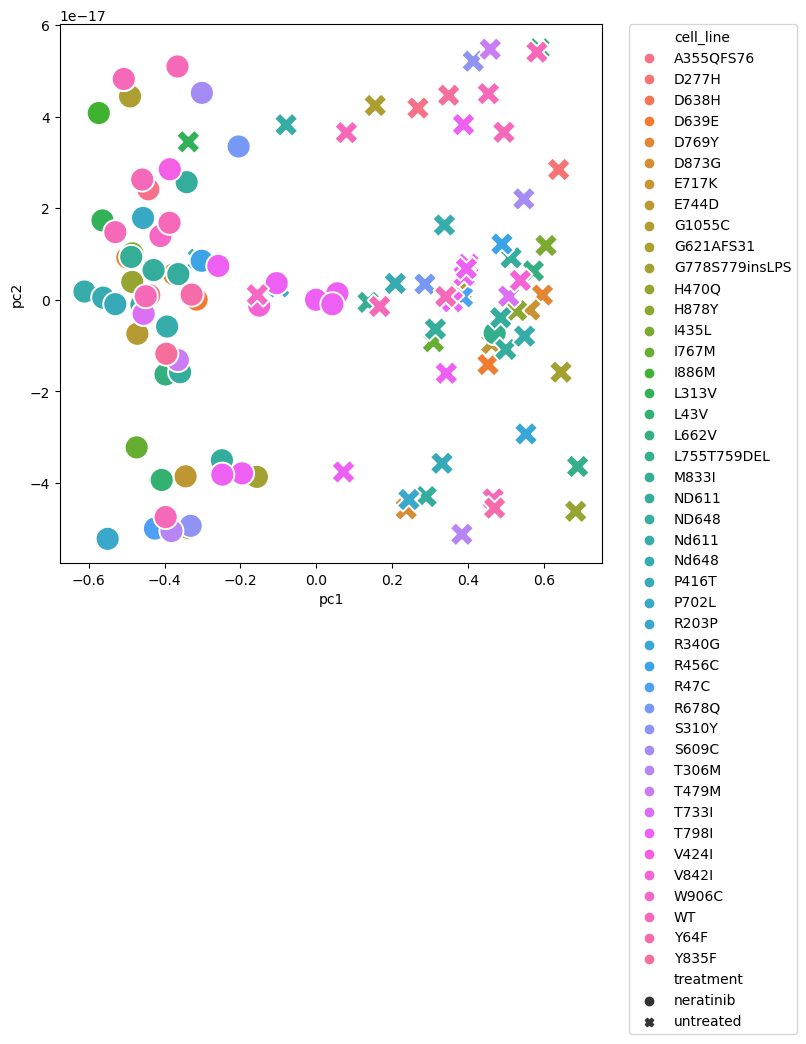 1e−17
6
4
2
0
−2
−4
pc2
−0.6
−0.4
−0.2
0.0
0.2
0.4
0.6
pc1
cell_line
A355QFS76
D277H
D638H
D639E
D769Y
D873G
E717K
E744D
G1055C
G621AFS31
G778S779insLPS
H470Q
H878Y
I435L
I767M
I886M
L313V
L43V
L662V
L755T759DEL
M833I
ND611
ND648
Nd611
Nd648
P416T
P702L
R203P
R340G
R456C
R47C
R678Q
S310Y
S609C
T306M
T479M
T733I
T798I
V424I
V842I
W906C
WT
Y64F
Y835F
treatment
neratinib
untreated